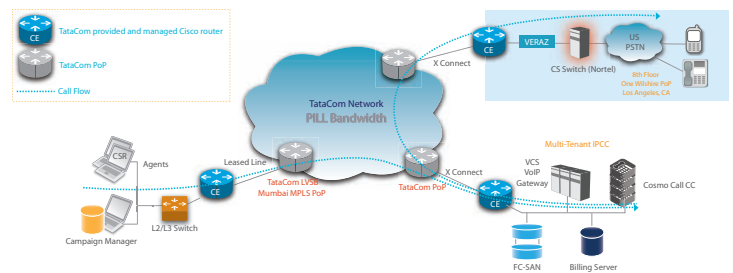 CE
TataCom provided and managed Cisco router
TataCom PoP
Call Flow
X Connect
CE
VERAZ
CS Switch (Nortel)
US
PSTN
8th Floor
One Wilshire PoP
Los Angeles, CA
TataCom Network
PILL Bandwidth
CSR
Agents
Leased Line
CE
TataCom LVSB
Mumbai MPLS PoP
L2/L3 Switch
Campaign Manager
TataCom PoP
X Connect
CE
Multi-Tenant IPCC
VCS
VoIP
Gateway
Cosmo Call CC
FC-SAN
Billing Server